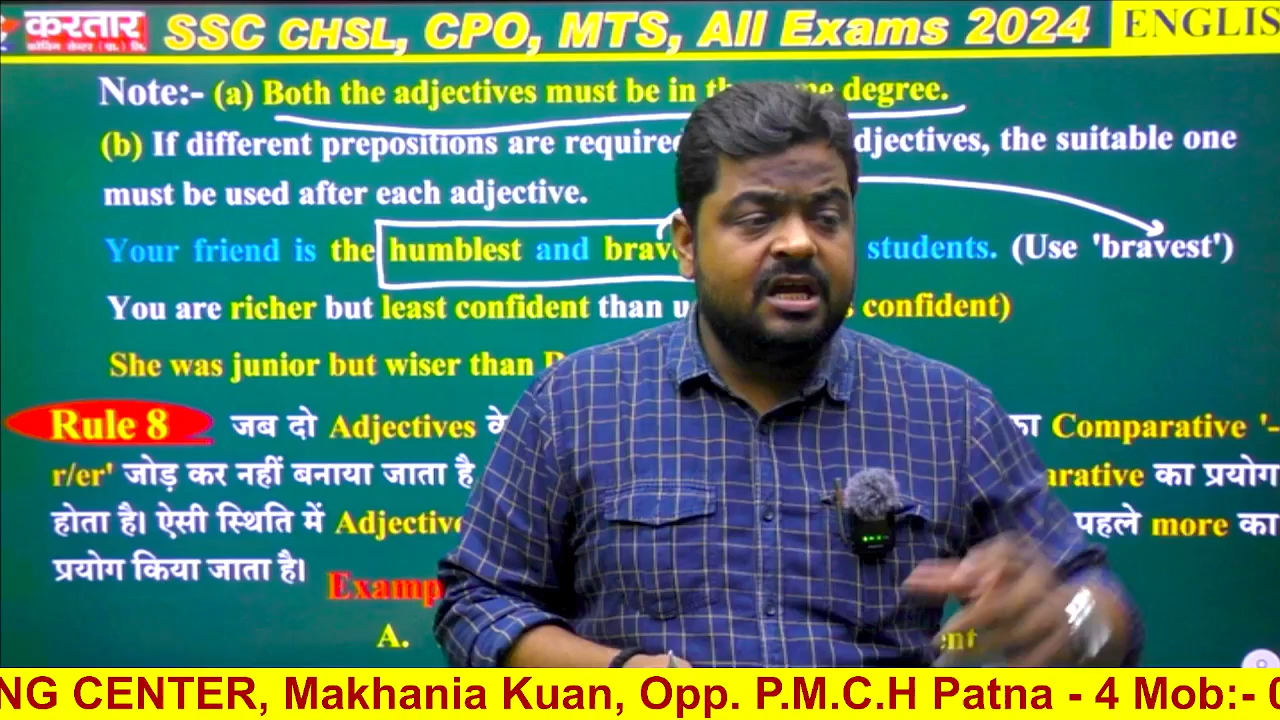 करतार
कोचिंग सेन्टर (प्रा.) लि.
SSC CHSL, CPO, MTS, All Exams 2024
ENGLIS
Note:- (a) Both the adjectives must be in degree.
(b) If different prepositions are required djectives, the suitable one
must be used after each adjective.
Your friend is the humblest and brav students. (Use 'bravest')
You are richer but least confident than u confident)
She was junior but wiser than
Rule 8 जब दो Adjectives के का Comparative '-
r/er' जोड़ कर नहीं बनाया जाता है arative का प्रयोग
होता है। ऐसी स्थिति में Adjective पहले more का
प्रयोग किया जाता है।
Examp
A. ent
NG CENTER, Makhania Kuan, Opp. P.M.C.H Patna - 4 Mob:- 0